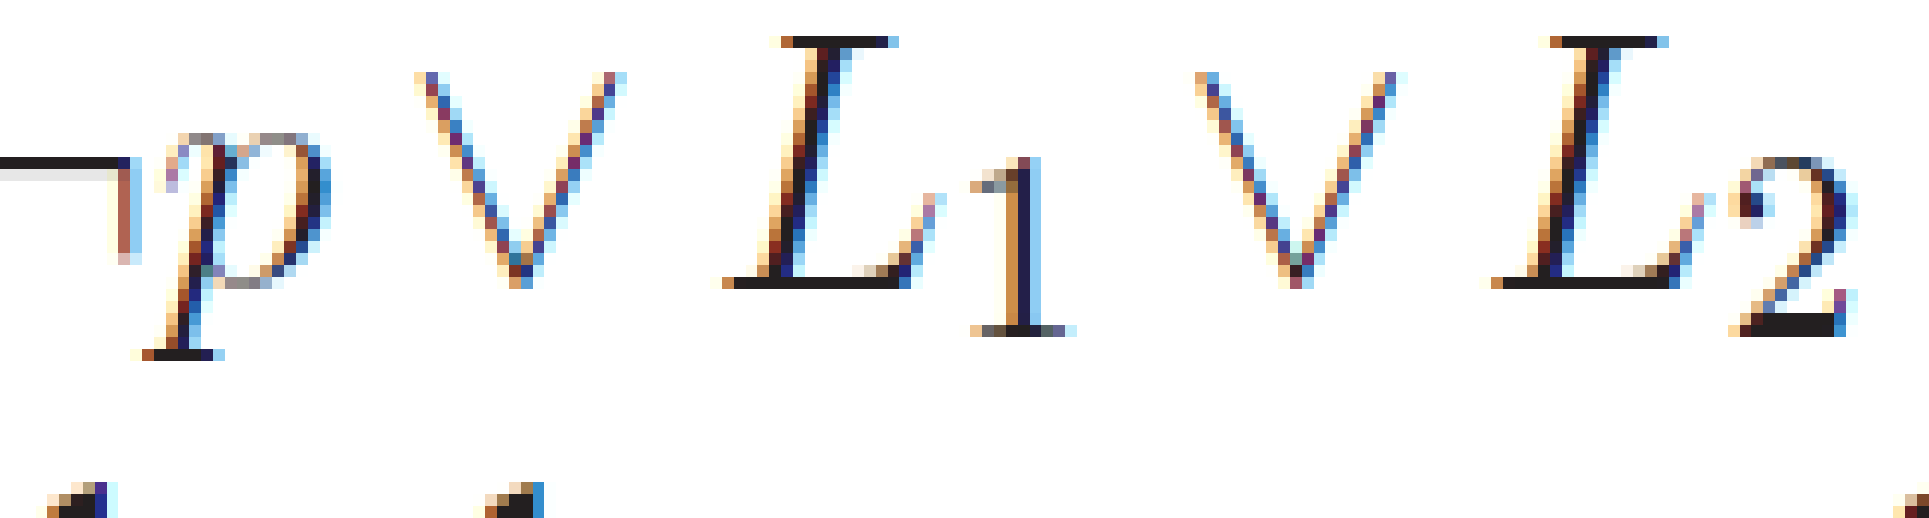 ¬p ∨ L₁ ∨ L₂